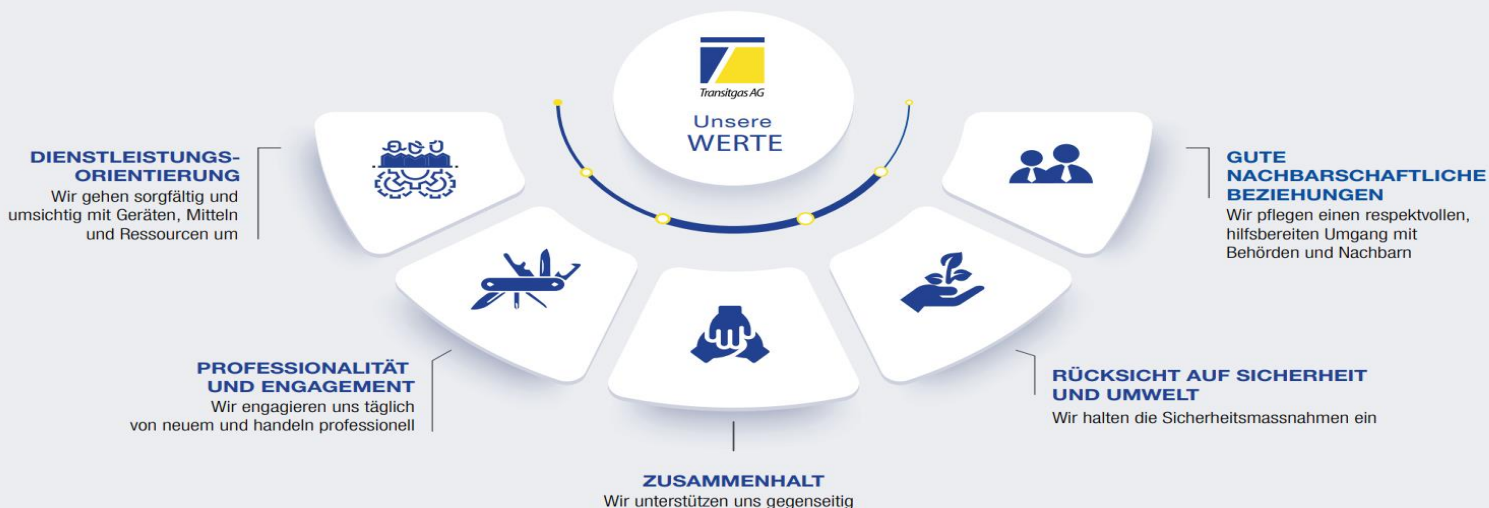 Transitgas AG
Unsere
WERTE
DIENSTLEISTUNGS-
ORIENTIERUNG
Wir gehen sorgfältig und
umsichtig mit Geräten, Mitteln
und Ressourcen um
PROFESSIONALITÄT
UND ENGAGEMENT
Wir engagieren uns täglich
von neuem und handeln professionell
ZUSAMMENHALT
Wir unterstützen uns gegenseitig
RÜCKSICHT AUF SICHERHEIT
UND UMWELT
Wir halten die Sicherheitsmassnahmen ein
GUTE
NACHBARSCHAFTLICHE
BEZIEHUNGEN
Wir pflegen einen respektvollen,
hilfsbereiten Umgang mit
Behörden und Nachbarn